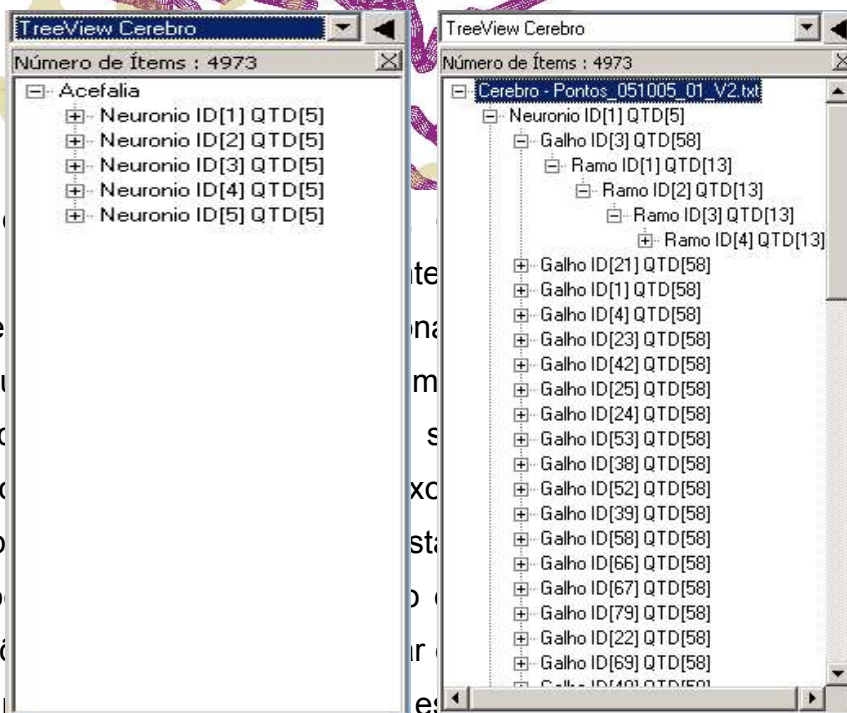 TreeView Cerebro
Número de Ítems : 4973
Acefalia
Neuronio ID[1] QTD[5]
Neuronio ID[2] QTD[5]
Neuronio ID[3] QTD[5]
Neuronio ID[4] QTD[5]
Neuronio ID[5] QTD[5]
TreeView Cerebro
Número de Ítems : 4973
Cerebro - Pontos_051005_01_V2.txt
Neuronio ID[1] QTD[5]
Galho ID[3] QTD[58]
Ramo ID[1] QTD[13]
Ramo ID[2] QTD[13]
Ramo ID[3] QTD[13]
Ramo ID[4] QTD[13]
Galho ID[21] QTD[58]
Galho ID[1] QTD[58]
Galho ID[4] QTD[58]
Galho ID[23] QTD[58]
Galho ID[42] QTD[58]
Galho ID[25] QTD[58]
Galho ID[24] QTD[58]
Galho ID[53] QTD[58]
Galho ID[38] QTD[58]
Galho ID[52] QTD[58]
Galho ID[39] QTD[58]
Galho ID[58] QTD[58]
Galho ID[66] QTD[58]
Galho ID[67] QTD[58]
Galho ID[79] QTD[58]
Galho ID[22] QTD[58]
Galho ID[69] QTD[58]